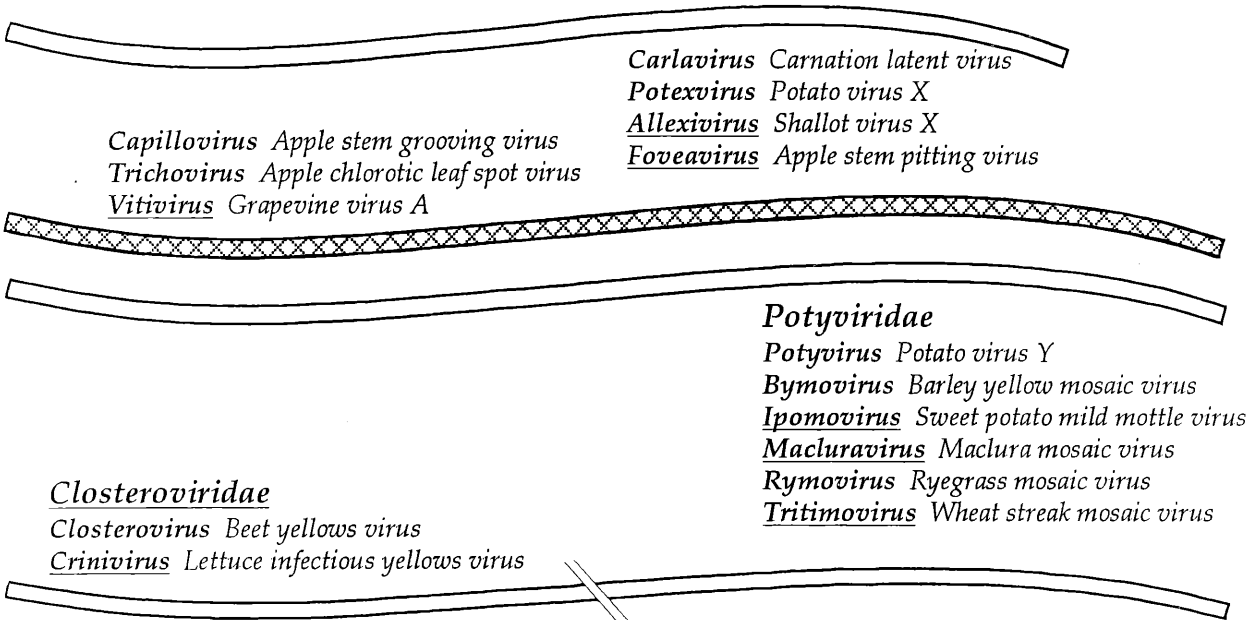 Carlavirus Carnation latent virus
Potexvirus Potato virus X
Allexivirus Shallot virus X
Foveavirus Apple stem pitting virus
Capillovirus Apple stem grooving virus
Trichovirus Apple chlorotic leaf spot virus
Vitivirus Grapevine virus A
Potyviridae
Potyvirus Potato virus Y
Bymovirus Barley yellow mosaic virus
Ipomovirus Sweet potato mild mottle virus
Macluravirus Maclura mosaic virus
Rymovirus Ryegrass mosaic virus
Tritimovirus Wheat streak mosaic virus
Closteroviridae
Closterovirus Beet yellows virus
Crinivirus Lettuce infectious yellows virus